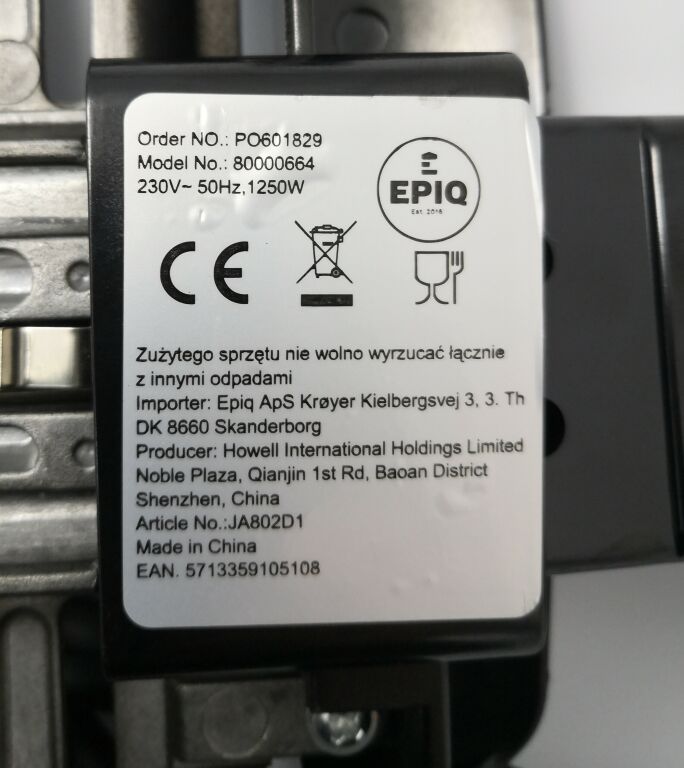 Order NO.: PO601829
Model No.: 80000664
230V~ 50Hz,1250W
EPIQ
Est. 2016
CE
Zużytego sprzętu nie wolno wyrzucać łącznie
z innymi odpadami
Importer: Epiq ApS Krøyer Kielbergsvej 3, 3. Th
DK 8660 Skanderborg
Producer: Howell International Holdings Limited
Noble Plaza, Qianjin 1st Rd, Baoan District
Shenzhen, China
Article No.:JA802D1
Made in China
EAN. 5713359105108